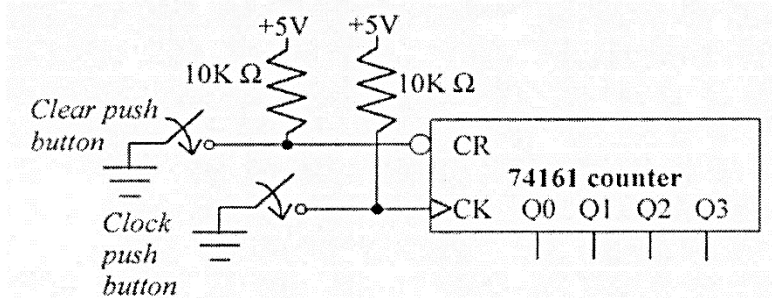 +5V +5V
10K Ω 10K Ω
Clear push
button
CR
74161 counter
CK Q0 Q1 Q2 Q3
Clock
push
button